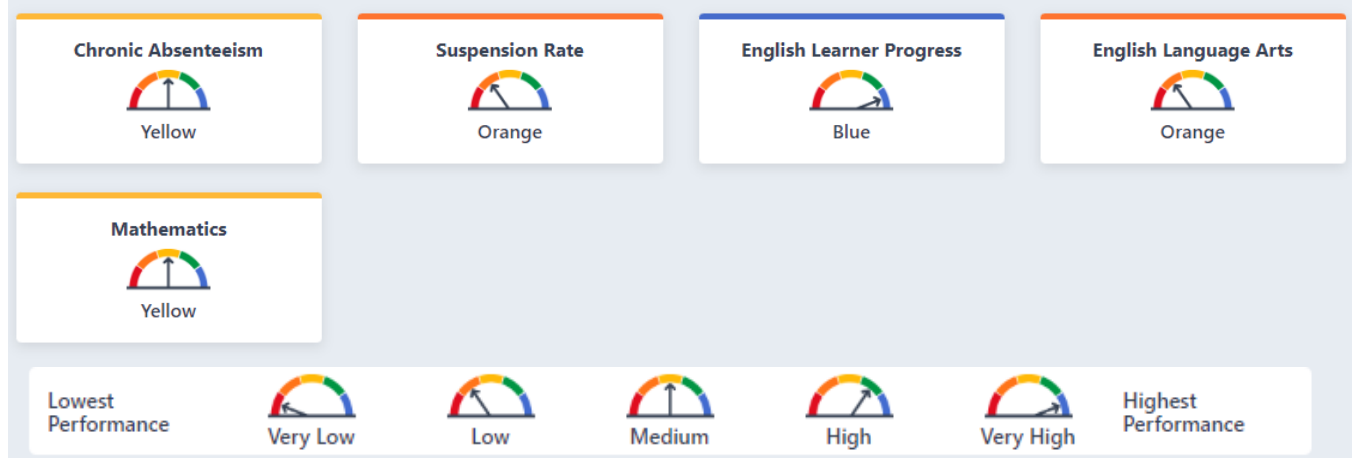 Chronic Absenteeism
Yellow
Suspension Rate
Orange
English Learner Progress
Blue
English Language Arts
Orange
Mathematics
Yellow
Lowest
Performance
Very Low
Low
Medium
High
Very High
Highest
Performance